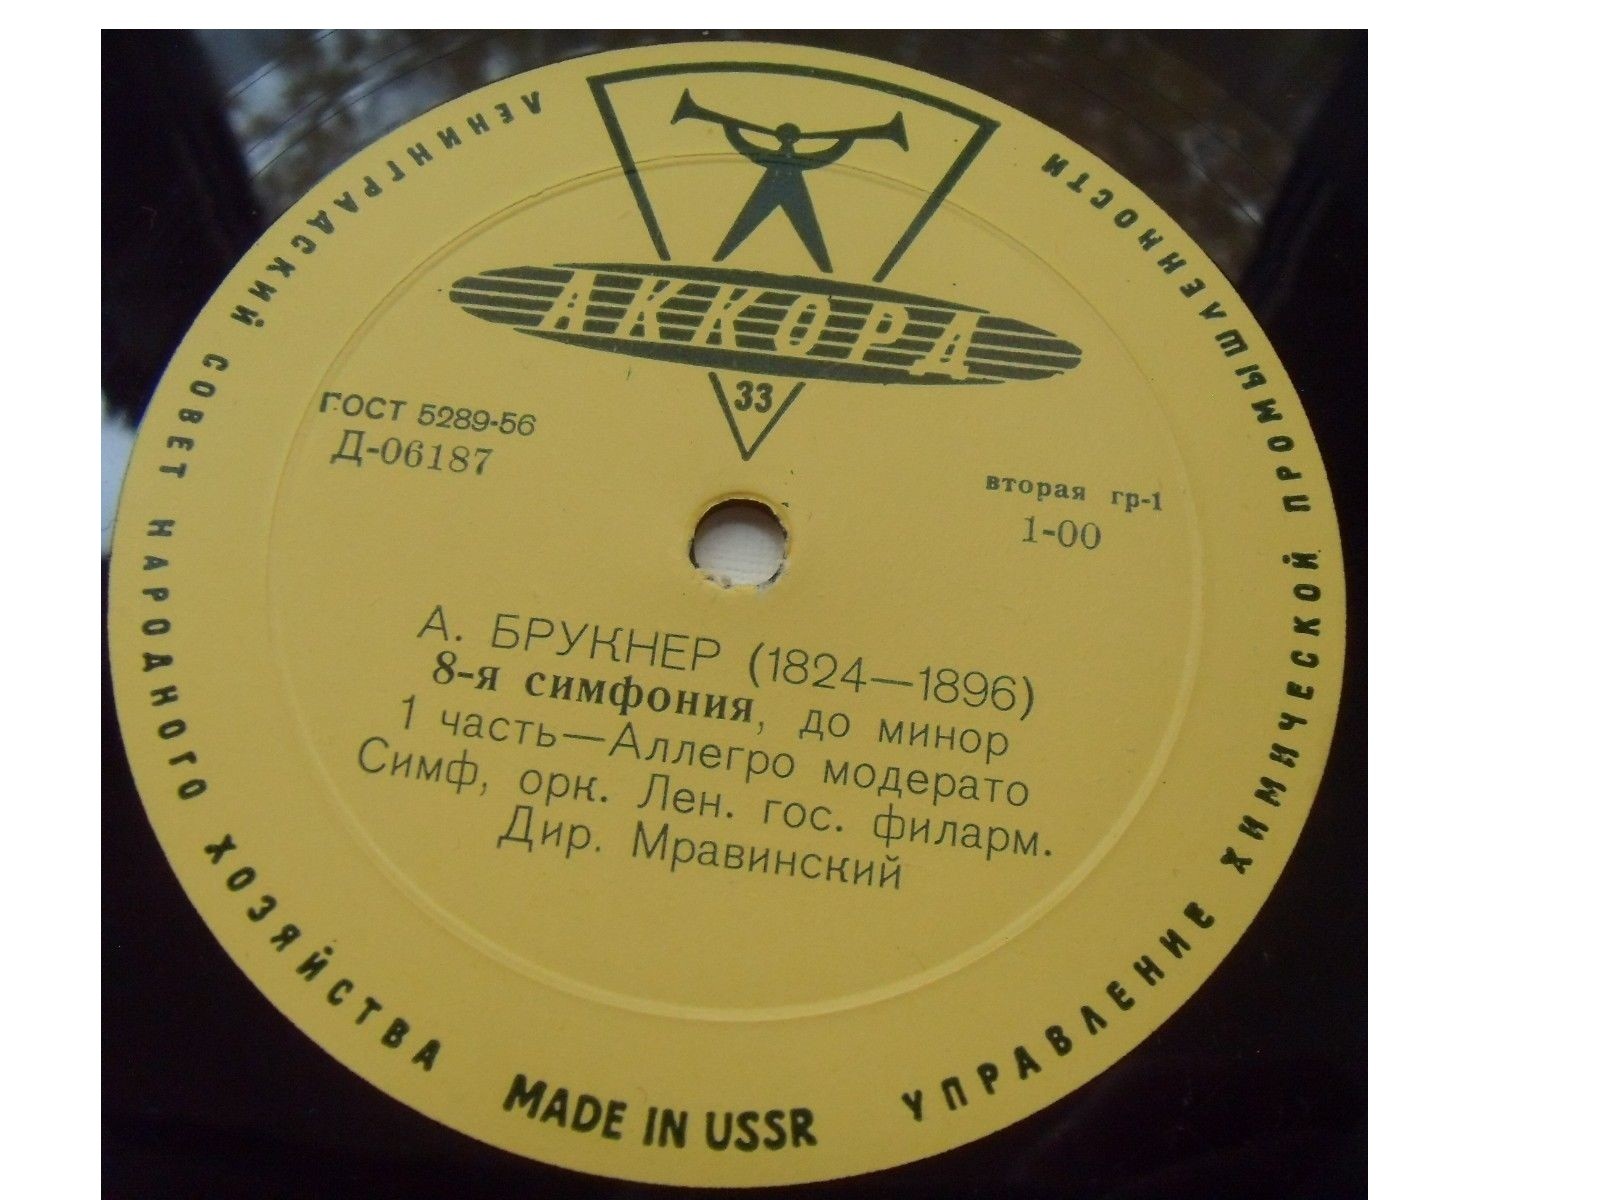 ЛЕНИНГРАДСКИЙ СОВЕТ НАРОДНОГО ХОЗЯЙСТВА
УПРАВЛЕНИЕ ХИМИЧЕСКОЙ ПРОМЫШЛЕННОСТИ
АККОРД
33
ГОСТ 5289-56
Д-06187
вторая гр-1
1-00
А. БРУКНЕР (1824—1896)
8-я симфония, до минор
1 часть—Аллегро модерато
Симф, орк. Лен. гос. филарм.
Дир. Мравинский
MADE IN USSR